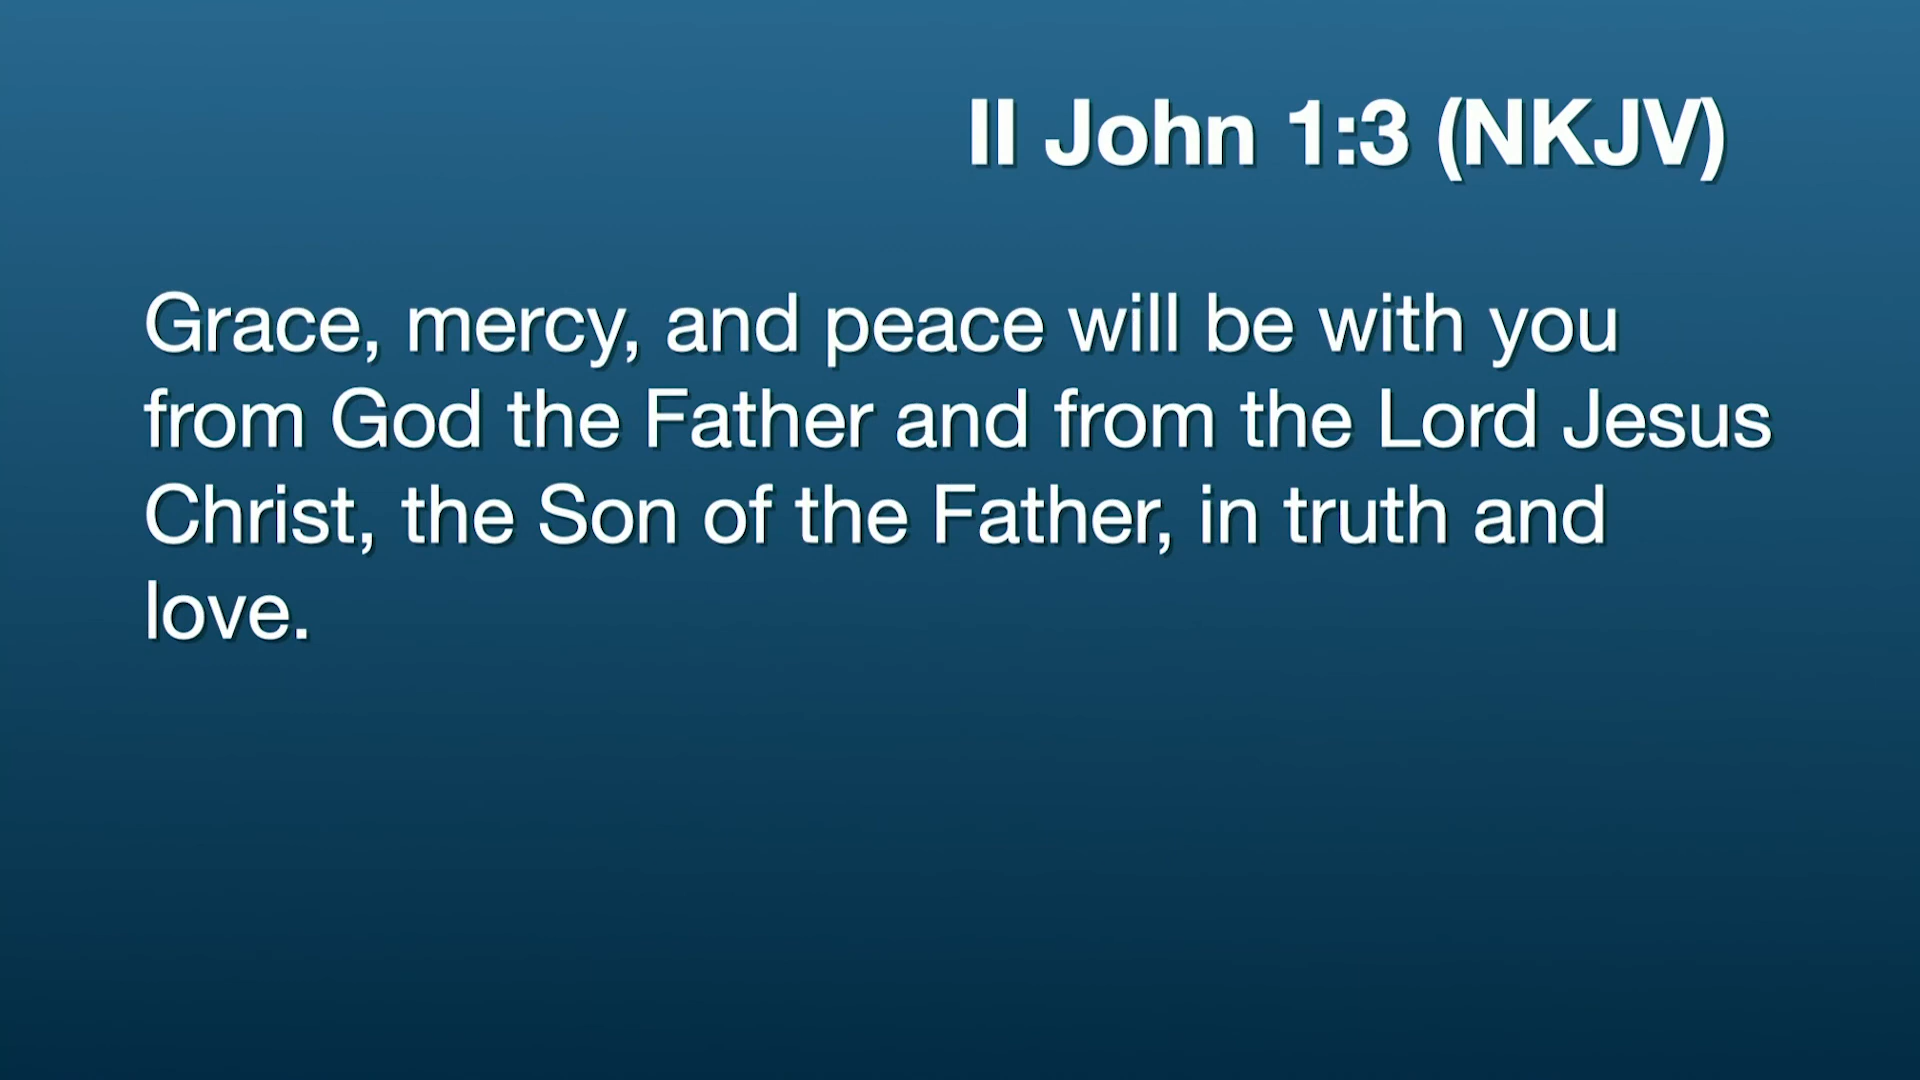 II John 1:3 (NKJV)
Grace, mercy, and peace will be with you
from God the Father and from the Lord Jesus
Christ, the Son of the Father, in truth and
love.